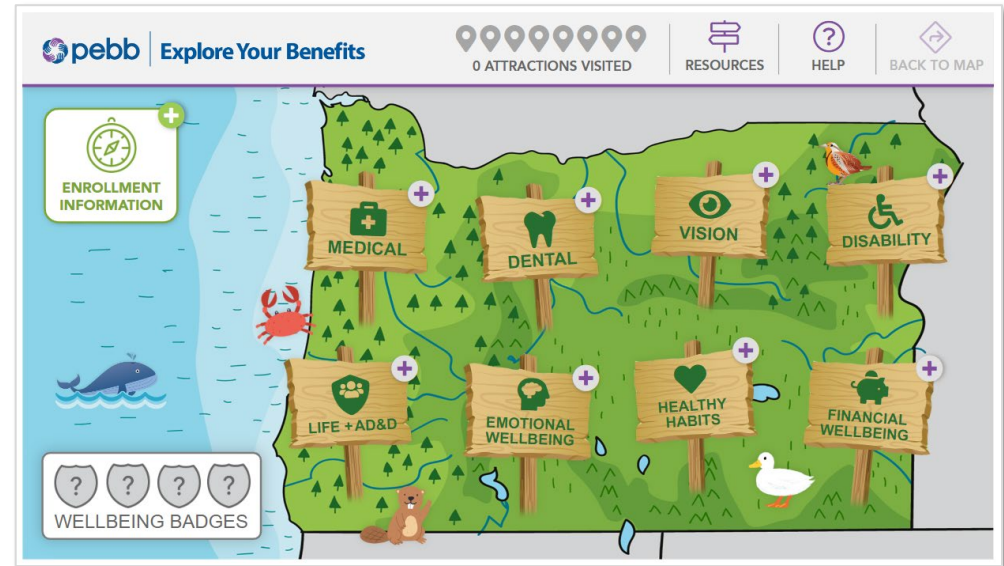 pebb | Explore Your Benefits
0 ATTRACTIONS VISITED
RESOURCES
?
HELP
BACK TO MAP
ENROLLMENT
INFORMATION
MEDICAL
DENTAL
VISION
DISABILITY
LIFE + AD&D
EMOTIONAL
WELLBEING
HEALTHY
HABITS
FINANCIAL
WELLBEING
? ? ? ?
WELLBEING BADGES